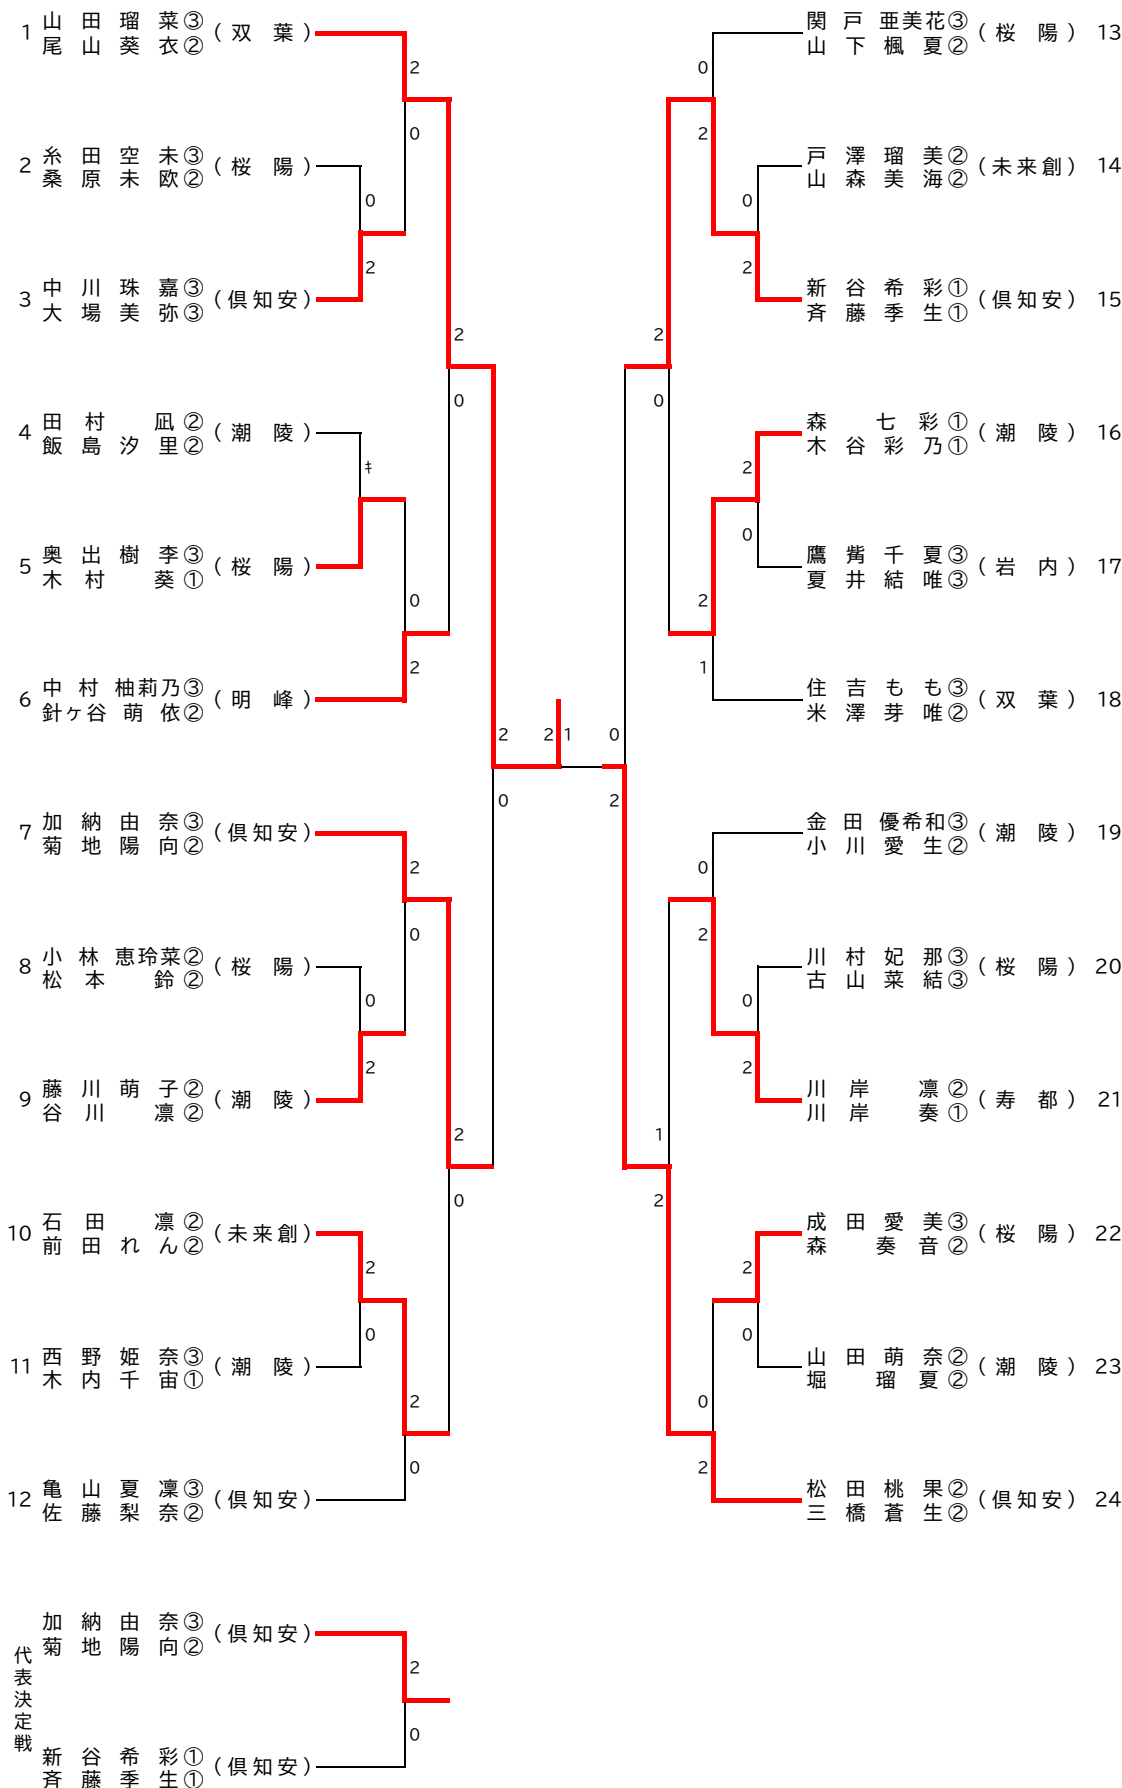 1 山田瑠菜③ (双葉)
尾山葵衣②
2
0
2 糸田空未③ (桜陽)
桑原未欧②
0
2
3 中川珠嘉③ (倶知安)
大場美弥③
2
0
4 田村凪② (潮陵)
飯島汐里②
ｷ
5 奥出樹李③ (桜陽)
木村葵①
0
2
6 中村柚莉乃③ (明峰)
針ヶ谷萌依②
2 2 1 0
0 2
7 加納由奈③ (倶知安)
菊地陽向②
2
0
8 小林恵玲菜② (桜陽)
松本鈴②
0
2
9 藤川萌子② (潮陵)
谷川凛②
2
0
10 石田凛② (未来創)
前田れん②
2
0
11 西野姫奈③ (潮陵)
木内千宙①
2
0
12 亀山夏凜③ (倶知安)
佐藤梨奈②
関戸亜美花③ (桜陽) 13
山下楓夏②
0
2
戸澤瑠美② (未来創) 14
山森美海②
0
2
新谷希彩① (倶知安) 15
斉藤季生①
2
0
森七彩① (潮陵) 16
木谷彩乃①
2
0
鷹觜千夏③ (岩内) 17
夏井結唯③
2
1
住吉もも③ (双葉) 18
米澤芽唯②
金田優希和③ (潮陵) 19
小川愛生②
0
2
川村妃那③ (桜陽) 20
古山菜結③
0
2
川岸凛② (寿都) 21
川岸奏①
1
2
成田愛美③ (桜陽) 22
森奏音②
2
0
山田萌奈② (潮陵) 23
堀瑠夏②
0
2
松田桃果② (倶知安) 24
三橋蒼生②
代表決定戦
加納由奈③ (倶知安)
菊地陽向②
2
0
新谷希彩① (倶知安)
斉藤季生①